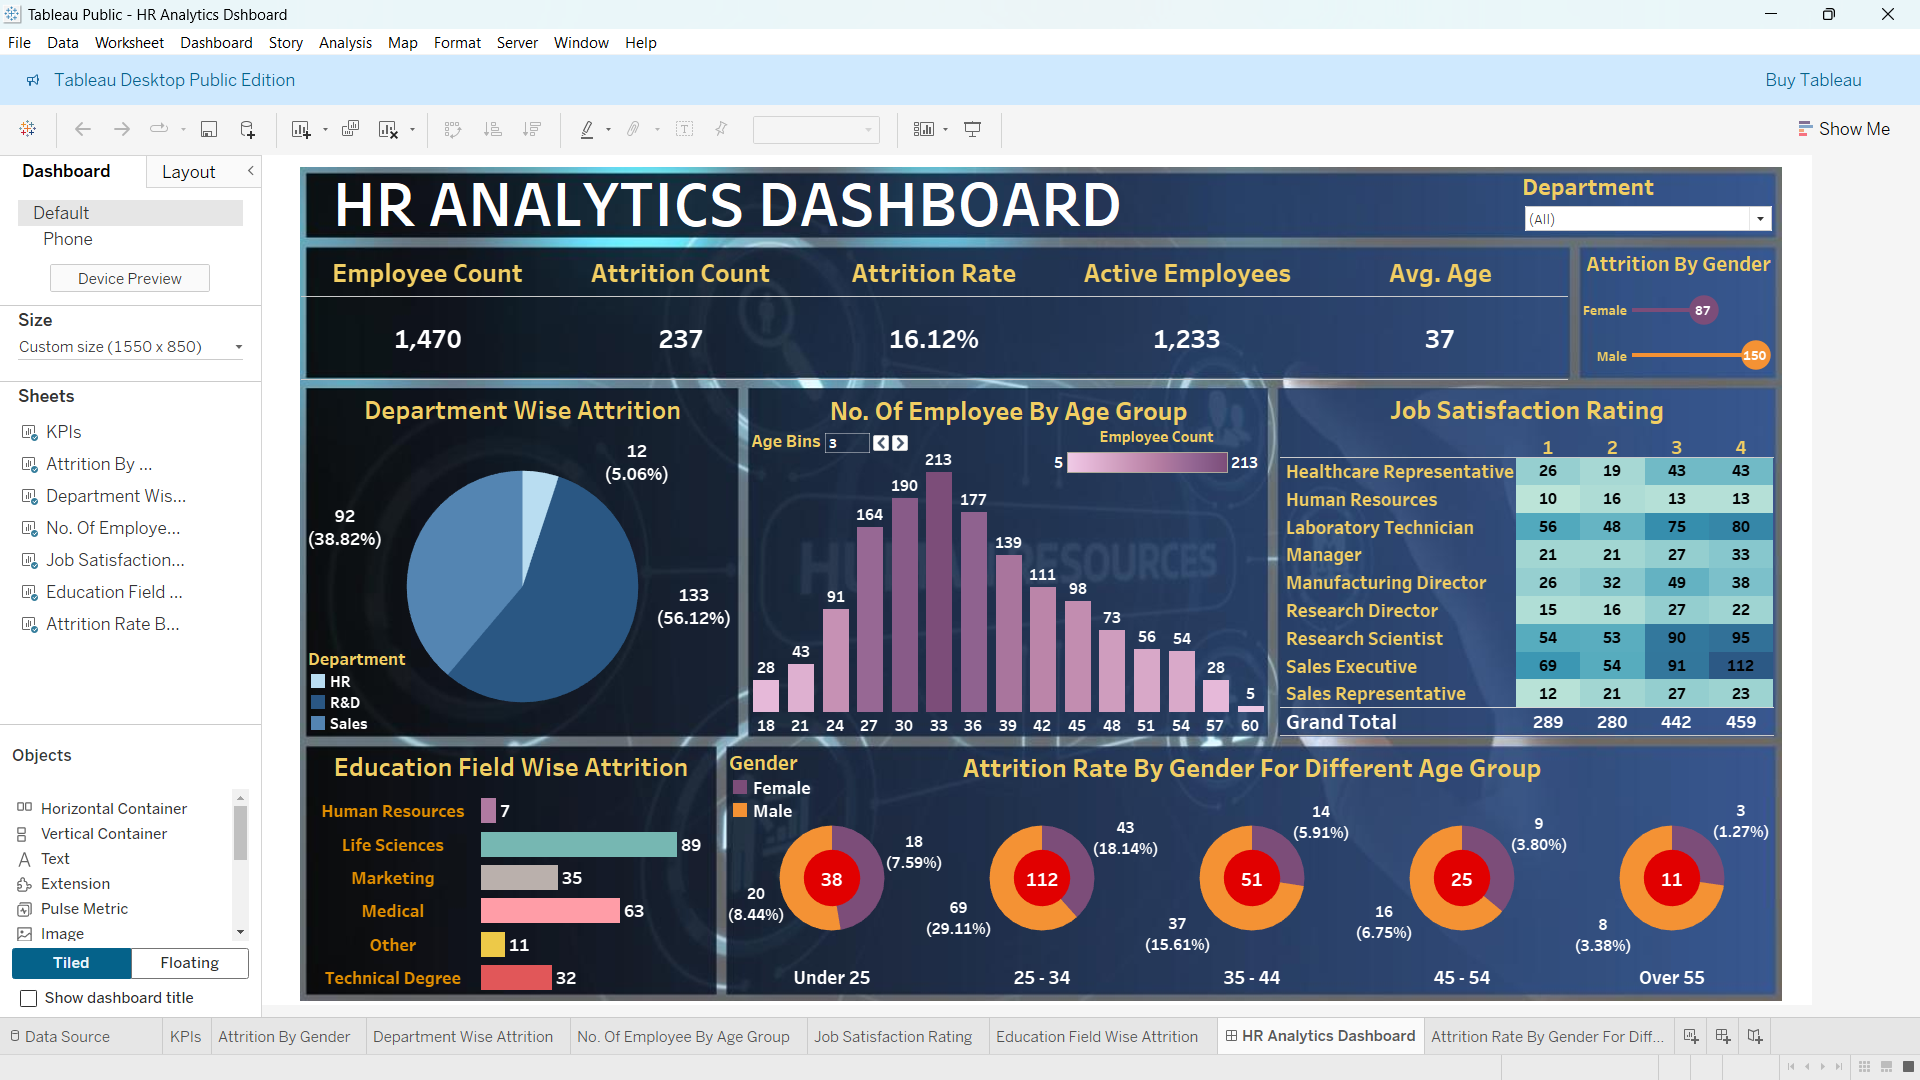 Tableau Public - HR Analytics Dshboard
File Data Worksheet Dashboard Story Analysis Map Format Server Window Help
Tableau Desktop Public Edition
Buy Tableau
Show Me
Dashboard
Layout
Default
Phone
Device Preview
Size
Custom size (1550 x 850)
Sheets
KPIs
Attrition By ...
Department Wis...
No. Of Employe...
Job Satisfaction...
Education Field ...
Attrition Rate B...
Objects
Horizontal Container
Vertical Container
Text
Extension
Pulse Metric
Image
Tiled
Floating
Show dashboard title
HR ANALYTICS DASHBOARD
Department
(All)
Employee Count Attrition Count Attrition Rate Active Employees Avg. Age
1,470 237 16.12% 1,233 37
Attrition By Gender
Female 87
Male 150
Department Wise Attrition
12
(5.06%)
92
(38.82%)
133
(56.12%)
Department
HR
R&D
Sales
No. Of Employee By Age Group
Age Bins 3
Employee Count
5 213
28 43 91 164 190 213 177 139 111 98 73 56 54 28 5
18 21 24 27 30 33 36 39 42 45 48 51 54 57 60
HUMAN RESOURCES
Job Satisfaction Rating
1 2 3 4
Healthcare Representative 26 19 43 43
Human Resources 10 16 13 13
Laboratory Technician 56 48 75 80
Manager 21 21 27 33
Manufacturing Director 26 32 49 38
Research Director 15 16 27 22
Research Scientist 54 53 90 95
Sales Executive 69 54 91 112
Sales Representative 12 21 27 23
Grand Total 289 280 442 459
Education Field Wise Attrition
Human Resources 7
Life Sciences 89
Marketing 35
Medical 63
Other 11
Technical Degree 32
Gender
Female
Male
Attrition Rate By Gender For Different Age Group
18
(7.59%)
38
20
(8.44%)
Under 25
43
(18.14%)
112
69
(29.11%)
25 - 34
14
(5.91%)
51
37
(15.61%)
35 - 44
9
(3.80%)
25
16
(6.75%)
45 - 54
3
(1.27%)
11
8
(3.38%)
Over 55
Data Source KPIs Attrition By Gender Department Wise Attrition No. Of Employee By Age Group Job Satisfaction Rating Education Field Wise Attrition HR Analytics Dashboard Attrition Rate By Gender For Diff...